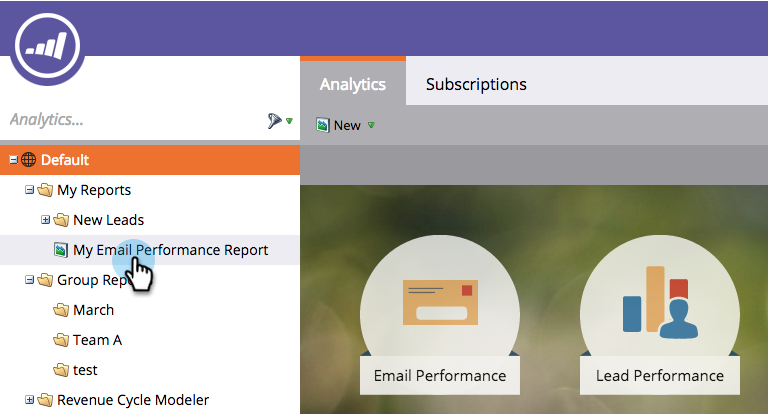 Analytics...
Default
My Reports
New Leads
My Email Performance Report
Group Rep
March
Team A
test
Revenue Cycle Modeler
Analytics
Subscriptions
New
Email Performance
Lead Performance